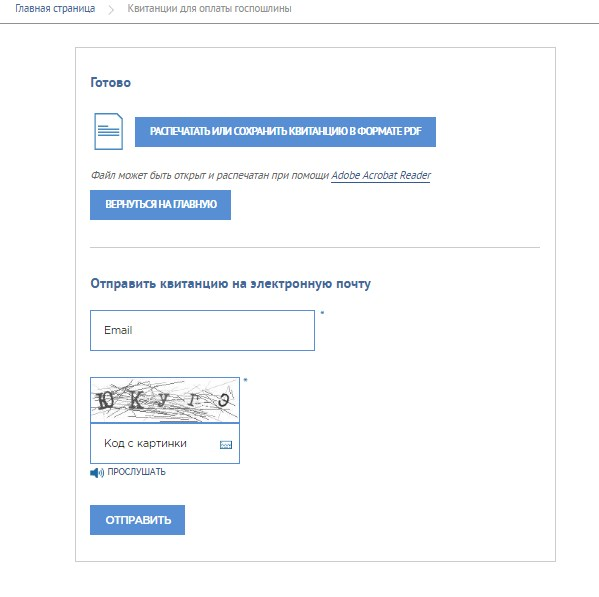 Главная страница > Квитанции для оплаты госпошлины
Готово
РАСПЕЧАТАТЬ ИЛИ СОХРАНИТЬ КВИТАНЦИЮ В ФОРМАТЕ PDF
Файл может быть открыт и распечатан при помощи Adobe Acrobat Reader
ВЕРНУТЬСЯ НА ГЛАВНУЮ
Отправить квитанцию на электронную почту
Email *
*
Код с картинки
ПРОСЛУШАТЬ
ОТПРАВИТЬ